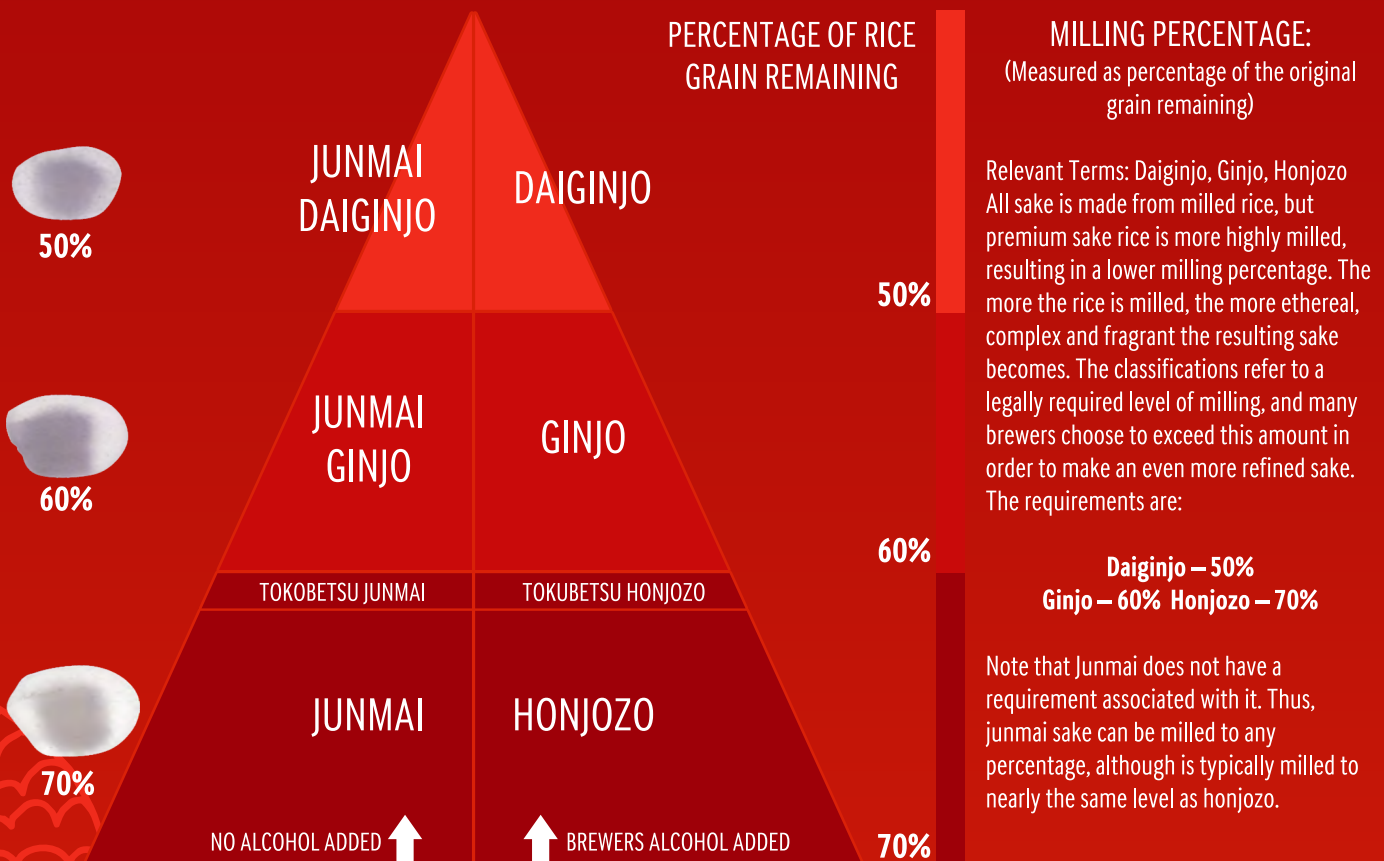 PERCENTAGE OF RICE
GRAIN REMAINING
JUNMAI
DAIGINJO
DAIGINJO
50%
50%
JUNMAI
GINJO
GINJO
60%
60%
TOKOBETSU JUNMAI
TOKUBETSU HONJOZO
JUNMAI
HONJOZO
70%
NO ALCOHOL ADDED
BREWERS ALCOHOL ADDED
70%
MILLING PERCENTAGE:
(Measured as percentage of the original
grain remaining)
Relevant Terms: Daiginjo, Ginjo, Honjozo
All sake is made from milled rice, but
premium sake rice is more highly milled,
resulting in a lower milling percentage. The
more the rice is milled, the more ethereal,
complex and fragrant the resulting sake
becomes. The classifications refer to a
legally required level of milling, and many
brewers choose to exceed this amount in
order to make an even more refined sake.
The requirements are:
Daiginjo – 50%
Ginjo – 60% Honjozo – 70%
Note that Junmai does not have a
requirement associated with it. Thus,
junmai sake can be milled to any
percentage, although is typically milled to
nearly the same level as honjozo.